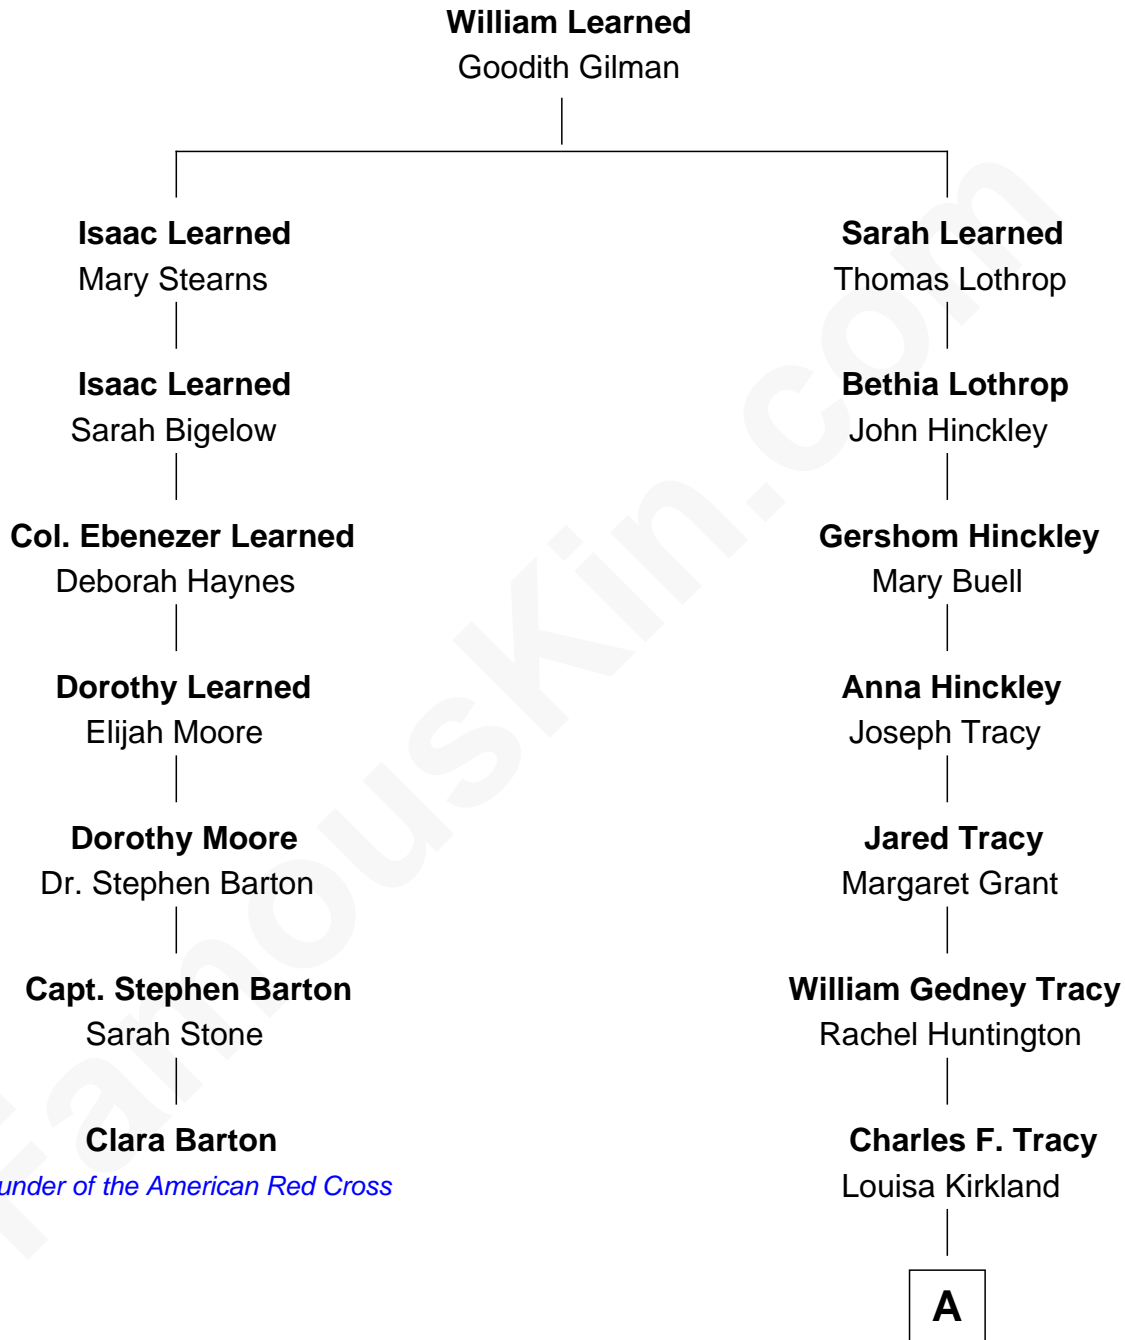 William Learned
Goodith Gilman
Isaac Learned
Mary Stearns
Sarah Learned
Thomas Lothrop
Isaac Learned
Sarah Bigelow
Bethia Lothrop
John Hinckley
Col. Ebenezer Learned
Deborah Haynes
Gershom Hinckley
Mary Buell
Dorothy Learned
Elijah Moore
Anna Hinckley
Joseph Tracy
Dorothy Moore
Dr. Stephen Barton
Jared Tracy
Margaret Grant
Capt. Stephen Barton
Sarah Stone
William Gedney Tracy
Rachel Huntington
Clara Barton
under of the American Red Cross
Charles F. Tracy
Louisa Kirkland
A
FamousKin.com